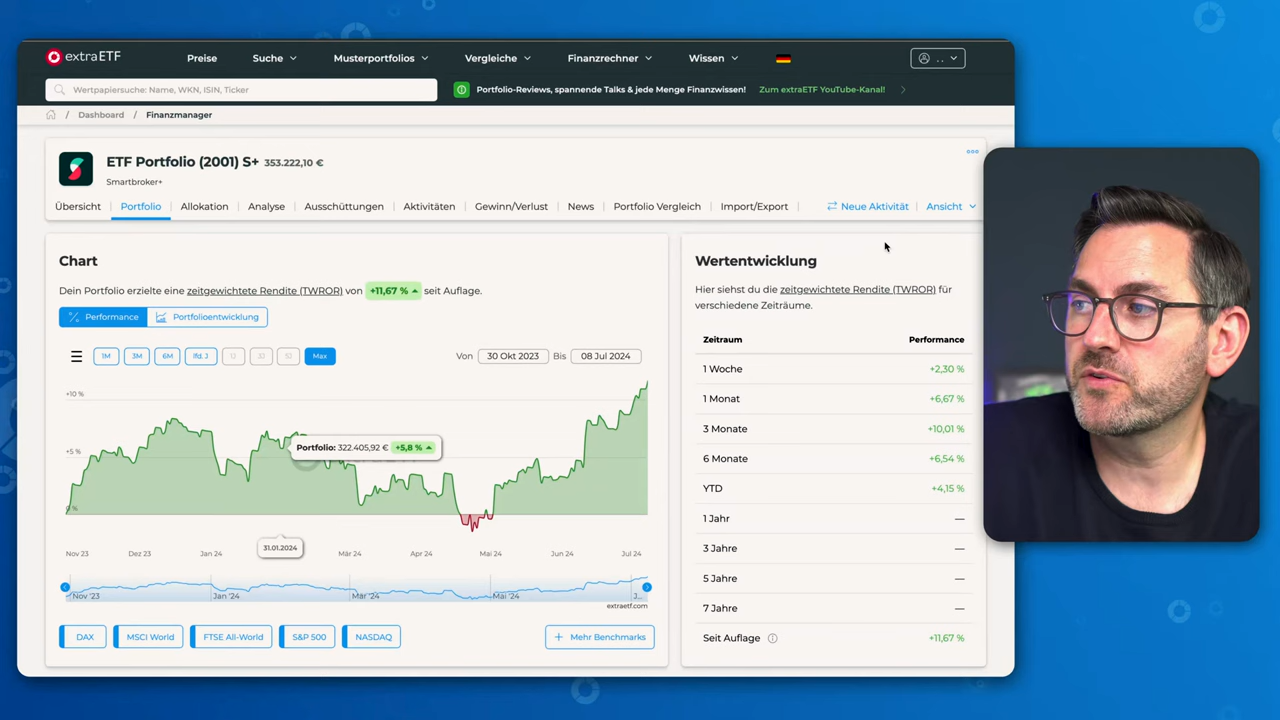 extraETF
Preise
Suche
Musterportfolios
Vergleiche
Finanzrechner
Wissen
. .
Wertpapiersuche: Name, WKN, ISIN, Ticker
Portfolio-Reviews, spannende Talks & jede Menge Finanzwissen!
Zum extraETF YouTube-Kanal!
/ Dashboard / Finanzmanager
ETF Portfolio (2001) S+ 353.222,10 €
Smartbroker+
Übersicht
Portfolio
Allokation
Analyse
Ausschüttungen
Aktivitäten
Gewinn/Verlust
News
Portfolio Vergleich
Import/Export
Neue Aktivität
Ansicht
Chart
Dein Portfolio erzielte eine zeitgewichtete Rendite (TWROR) von +11,67 % seit Auflage.
Performance
Portfolioentwicklung
1M
3M
6M
lfd. J
1J
Max
Von 30 Okt 2023 Bis 08 Jul 2024
+10 %
+5 %
0 %
Portfolio: 322.405,92 € +5,8 %
31.01.2024
Nov 23
Dez 23
Jan 24
Mär 24
Apr 24
Mai 24
Jun 24
Jul 24
Nov '23
Jan '24
Mär '24
Mai '24
J...
extraetf.com
DAX
MSCI World
FTSE All-World
S&P 500
NASDAQ
+ Mehr Benchmarks
Wertentwicklung
Hier siehst du die zeitgewichtete Rendite (TWROR) für
verschiedene Zeiträume.
Zeitraum Performance
1 Woche +2,30 %
1 Monat +6,67 %
3 Monate +10,01 %
6 Monate +6,54 %
YTD +4,15 %
1 Jahr —
3 Jahre —
5 Jahre —
7 Jahre —
Seit Auflage +11,67 %